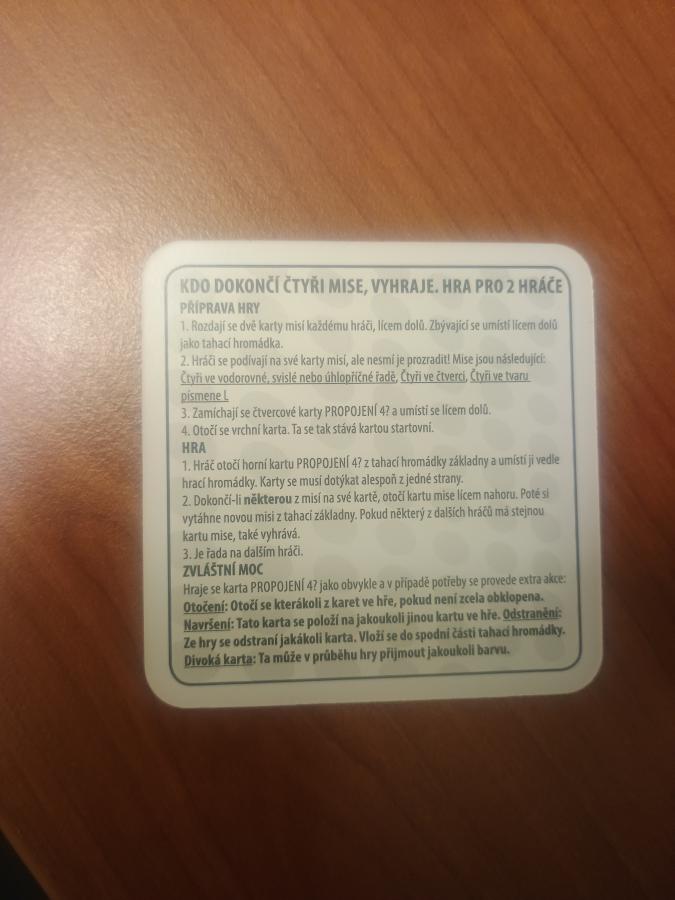 KDO DOKONČÍ ČTYŘI MISE, VYHRAJE. HRA PRO 2 HRÁČE
PŘÍPRAVA HRY
1. Rozdají se dvě karty misí každému hráči, lícem dolů. Zbývající se umístí lícem dolů
jako tahací hromádka.
2. Hráči se podívají na své karty misí, ale nesmí je prozradit! Mise jsou následující:
Čtyři ve vodorovné, svislé nebo úhlopříčné řadě, Čtyři ve čtverci, Čtyři ve tvaru
písmene L
3. Zamíchají se čtvercové karty PROPOJENÍ 4? a umístí se lícem dolů.
4. Otočí se vrchní karta. Ta se tak stává kartou startovní.
HRA
1. Hráč otočí horní kartu PROPOJENÍ 4? z tahací hromádky základny a umístí ji vedle
hrací hromádky. Karty se musí dotýkat alespoň z jedné strany.
2. Dokončí-li některou z misí na své kartě, otočí kartu mise lícem nahoru. Poté si
vytáhne novou misi z tahací základny. Pokud některý z dalších hráčů má stejnou
kartu mise, také vyhrává.
3. Je řada na dalším hráči.
ZVLÁŠTNÍ MOC
Hraje se karta PROPOJENÍ 4? jako obvykle a v případě potřeby se provede extra akce:
Otočení: Otočí se kterákoli z karet ve hře, pokud není zcela obklopena.
Navršení: Tato karta se položí na jakoukoli jinou kartu ve hře. Odstranění:
Ze hry se odstraní jakákoli karta. Vloží se do spodní části tahací hromádky.
Divoká karta: Ta může v průběhu hry přijmout jakoukoli barvu.